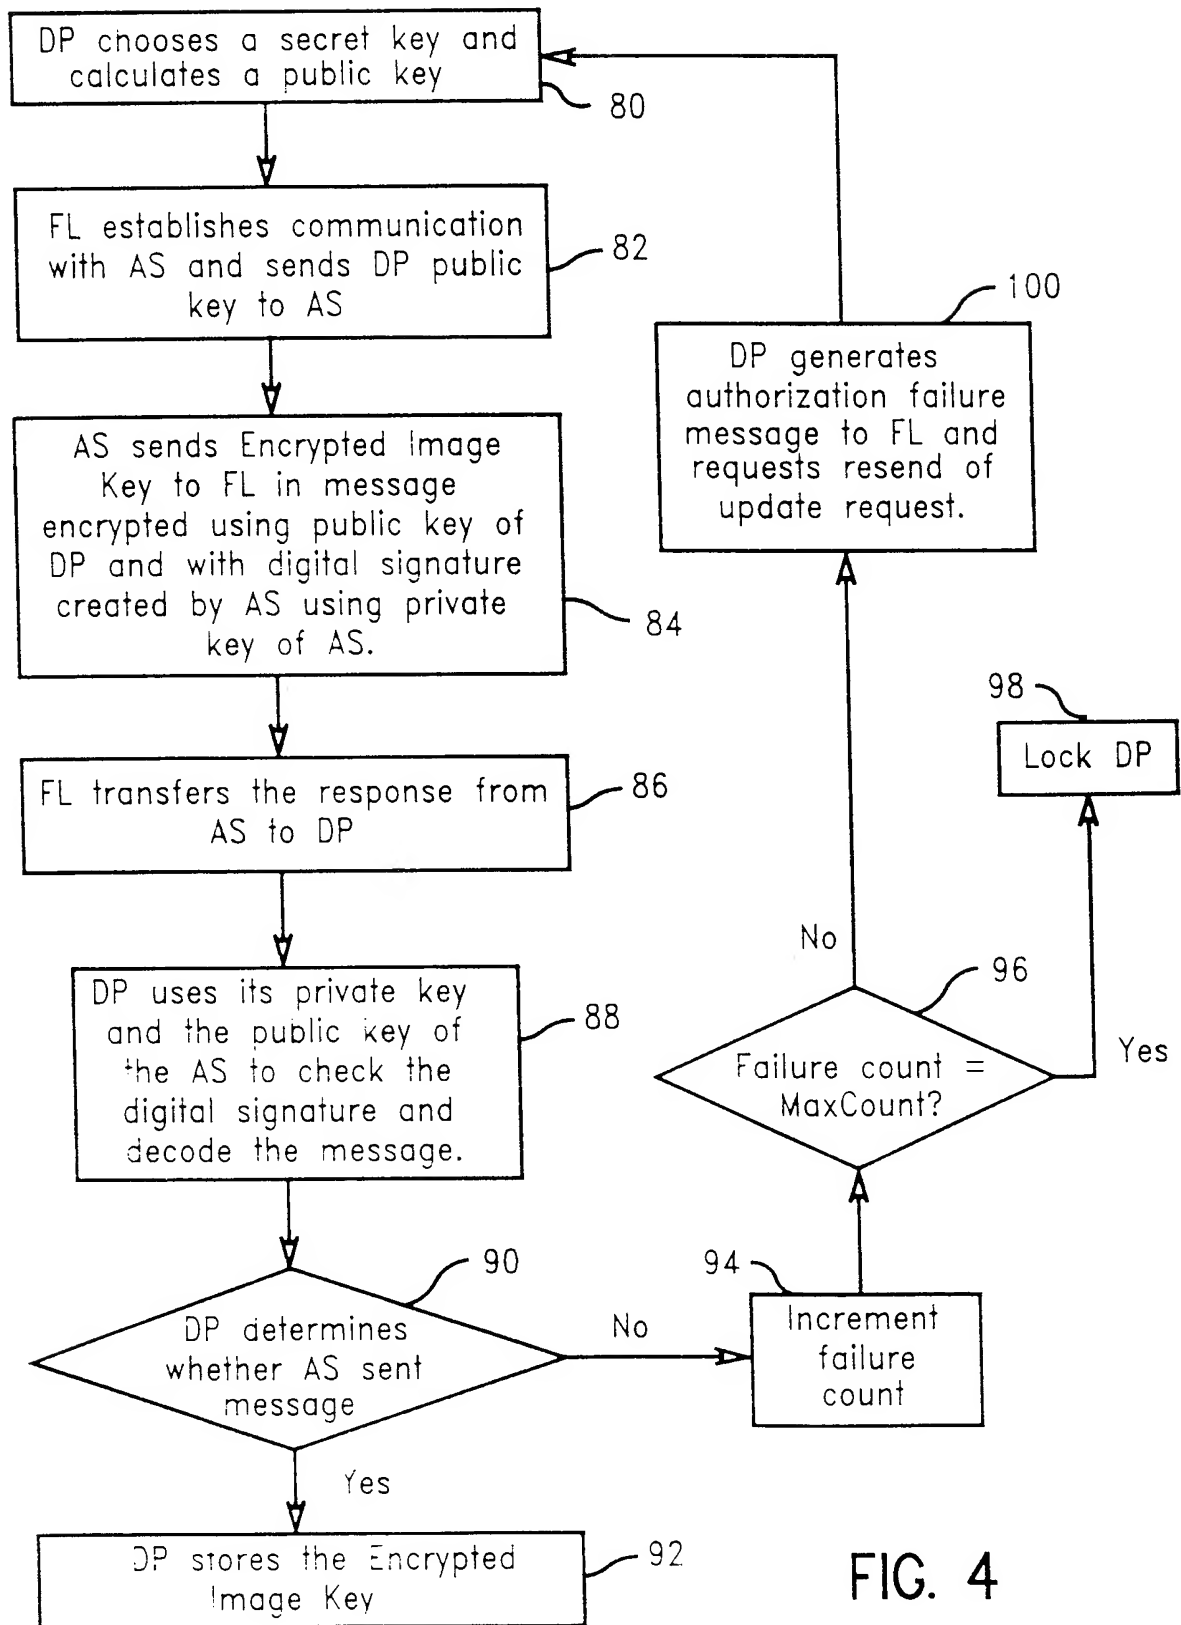 DP chooses a secret key and
calculates a public key
80
FL establishes communication
with AS and sends DP public
key to AS
82
AS sends Encrypted Image
Key to FL in message
encrypted using public key of
DP and with digital signature
created by AS using private
key of AS.
84
FL transfers the response from
AS to DP
86
DP uses its private key
and the public key of
the AS to check the
digital signature and
decode the message.
88
DP determines
whether AS sent
message
90
Yes
No
DP stores the Encrypted
Image Key
92
94
Increment
failure
count
Failure count =
MaxCount?
96
No
Yes
98
Lock DP
100
DP generates
authorization failure
message to FL and
requests resend of
update request.
FIG. 4